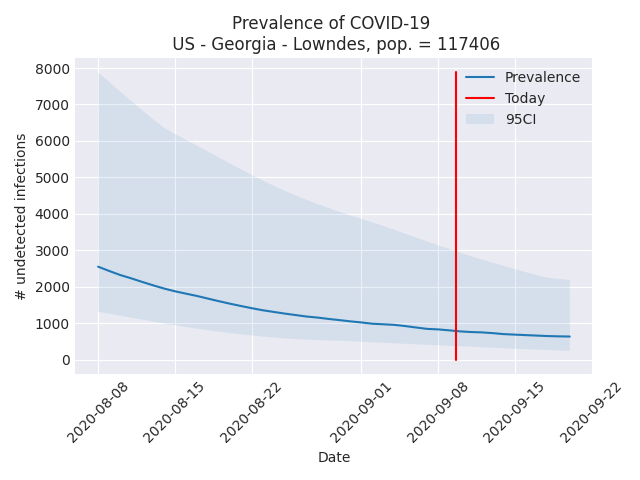 Prevalence of COVID-19
US - Georgia - Lowndes, pop. = 117406
8000
7000
6000
5000
4000
3000
2000
1000
0
# undetected infections
Prevalence
Today
95CI
2020-08-08
2020-08-15
2020-08-22
2020-09-01
2020-09-08
2020-09-15
2020-09-22
Date